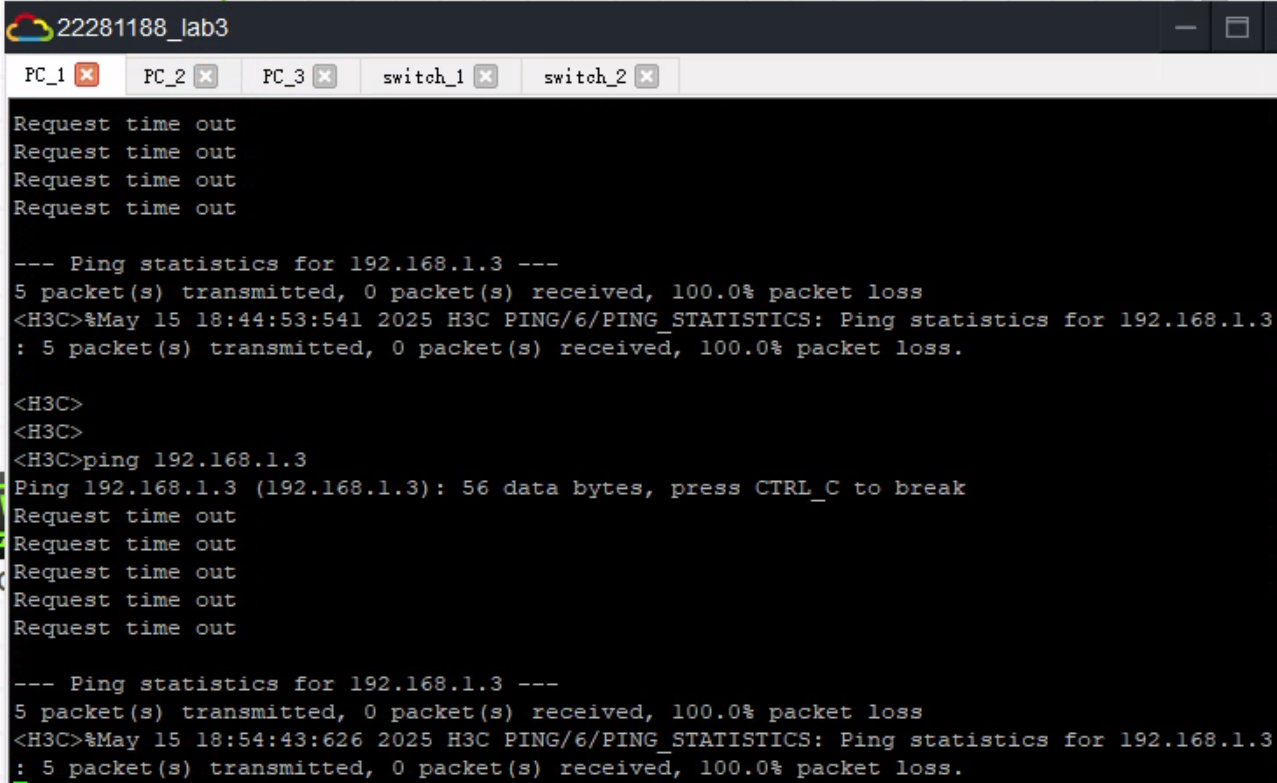 22281188_lab3
PC_1 PC_2 PC_3 switch_1 switch_2
Request time out
Request time out
Request time out
Request time out
--- Ping statistics for 192.168.1.3 ---
5 packet(s) transmitted, 0 packet(s) received, 100.0% packet loss
<H3C>%May 15 18:44:53:541 2025 H3C PING/6/PING_STATISTICS: Ping statistics for 192.168.1.3
: 5 packet(s) transmitted, 0 packet(s) received, 100.0% packet loss.
<H3C>
<H3C>
<H3C>ping 192.168.1.3
Ping 192.168.1.3 (192.168.1.3): 56 data bytes, press CTRL_C to break
Request time out
Request time out
Request time out
Request time out
Request time out
--- Ping statistics for 192.168.1.3 ---
5 packet(s) transmitted, 0 packet(s) received, 100.0% packet loss
<H3C>%May 15 18:54:43:626 2025 H3C PING/6/PING_STATISTICS: Ping statistics for 192.168.1.3
: 5 packet(s) transmitted, 0 packet(s) received, 100.0% packet loss.